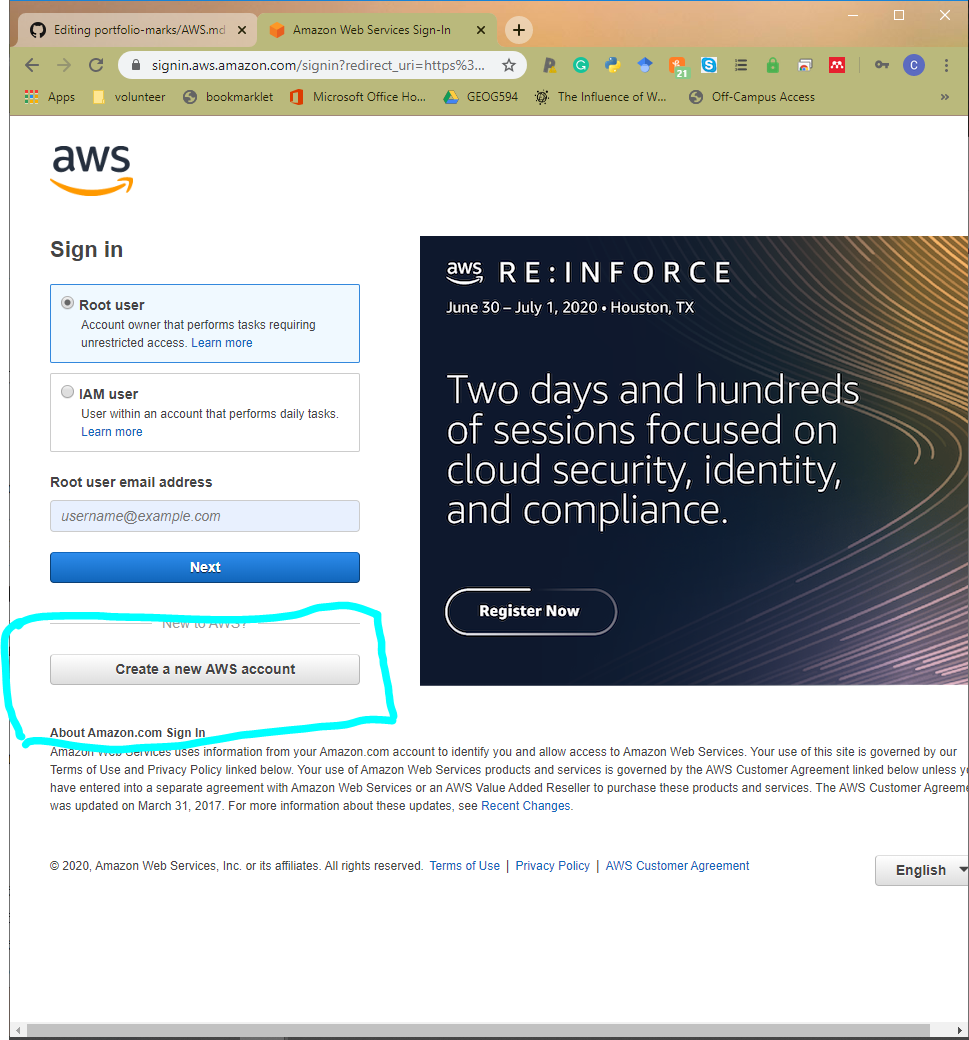 Editing portfolio-marks/AWS.md
Amazon Web Services Sign-In
signin.aws.amazon.com/signin?redirect_uri=https%3...
21
C
Apps
volunteer
bookmarklet
Microsoft Office Ho...
GEOG594
The Influence of W...
Off-Campus Access
»
aws
Sign in
Root user
Account owner that performs tasks requiring
unrestricted access. Learn more
IAM user
User within an account that performs daily tasks.
Learn more
Root user email address
username@example.com
Next
New to AWS?
Create a new AWS account
aws RE:INFORCE
June 30 – July 1, 2020 • Houston, TX
Two days and hundreds
of sessions focused on
cloud security, identity,
and compliance.
Register Now
About Amazon.com Sign In
Amazon Web Services uses information from your Amazon.com account to identify you and allow access to Amazon Web Services. Your use of this site is governed by our
Terms of Use and Privacy Policy linked below. Your use of Amazon Web Services products and services is governed by the AWS Customer Agreement linked below unless y
have entered into a separate agreement with Amazon Web Services or an AWS Value Added Reseller to purchase these products and services. The AWS Customer Agreeme
was updated on March 31, 2017. For more information about these updates, see Recent Changes.
© 2020, Amazon Web Services, Inc. or its affiliates. All rights reserved. Terms of Use | Privacy Policy | AWS Customer Agreement
English